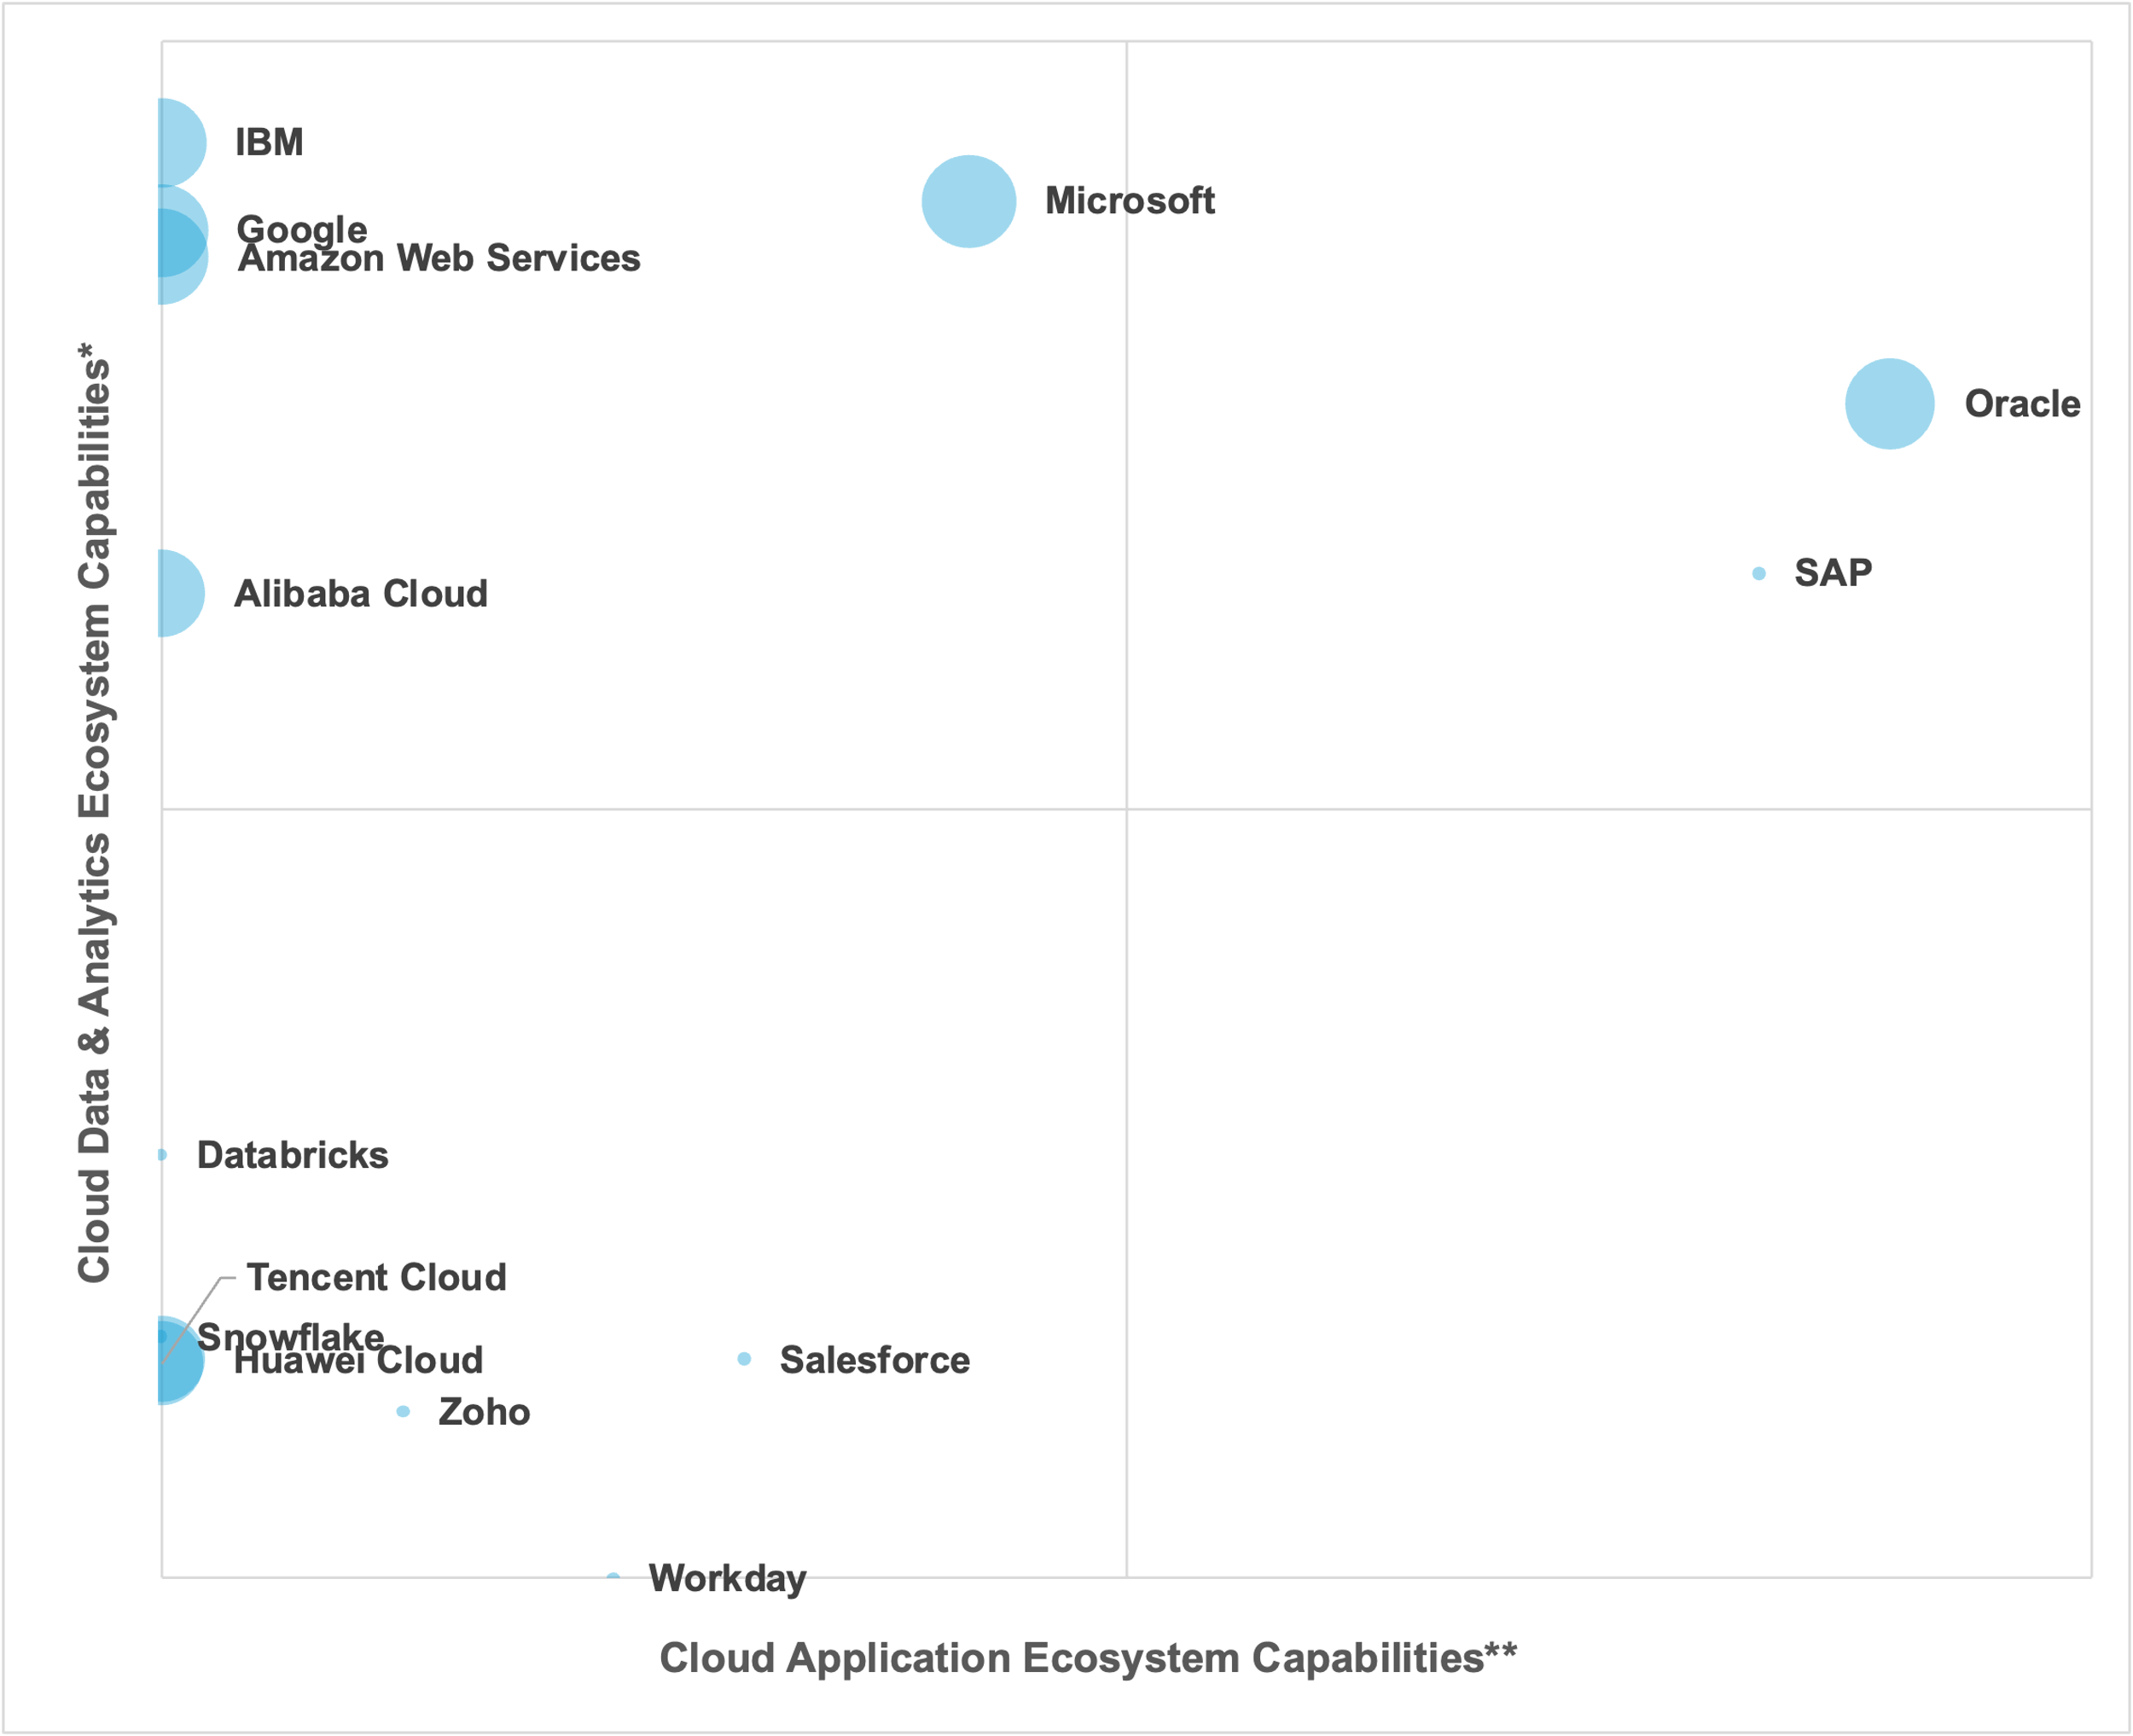 IBM
Microsoft
Google
Amazon Web Services
Oracle
SAP
Alibaba Cloud
Cloud Data & Analytics Ecosystem Capabilities*
Databricks
Tencent Cloud
Snowflake
Huawei Cloud
Salesforce
Zoho
Workday
Cloud Application Ecosystem Capabilities**